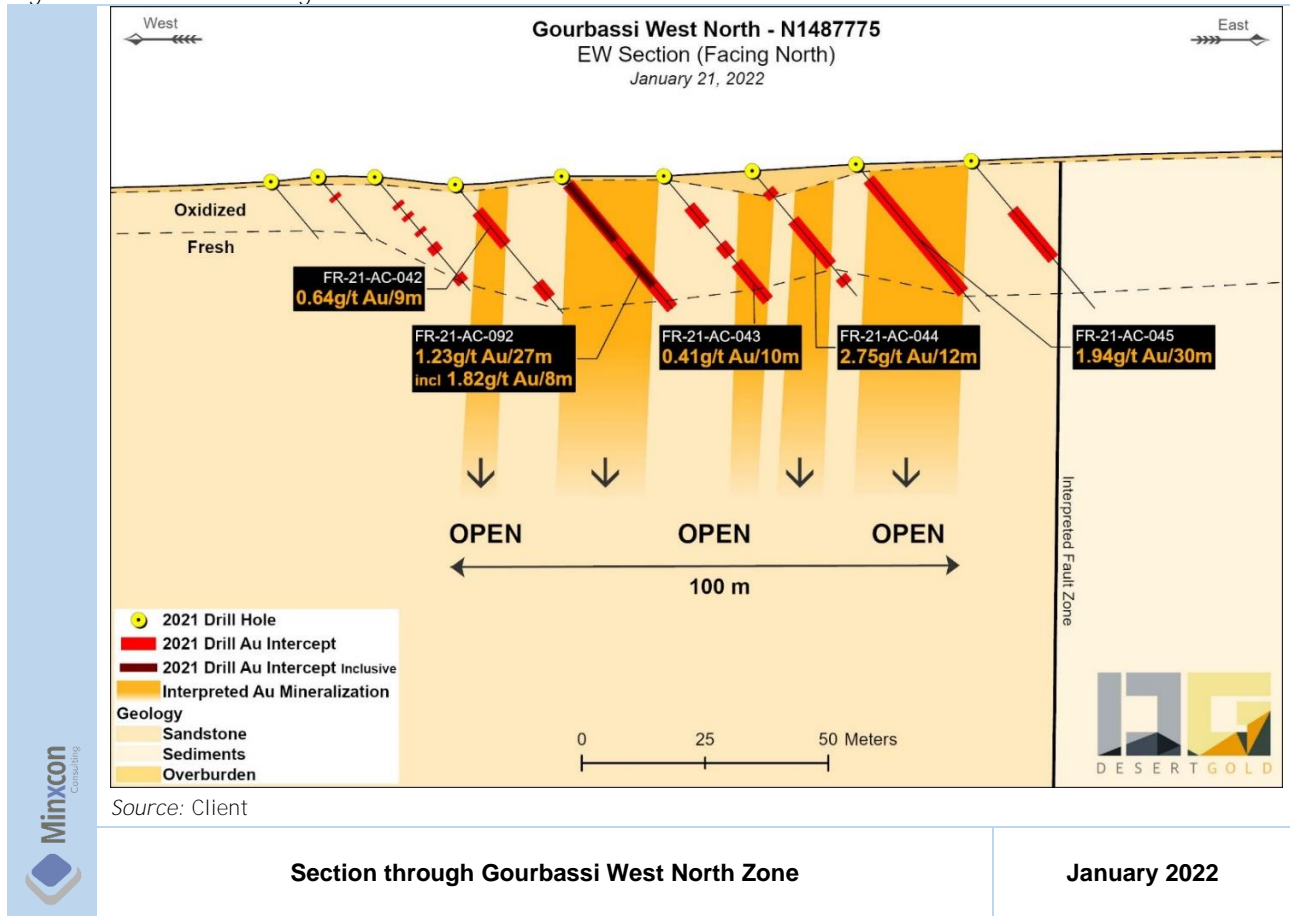 West
Gourbassi West North - N1487775
EW Section (Facing North)
January 21, 2022
East
Oxidized
Fresh
FR-21-AC-042
0.64g/t Au/9m
FR-21-AC-092
1.23g/t Au/27m
incl 1.82g/t Au/8m
FR-21-AC-043
0.41g/t Au/10m
FR-21-AC-044
2.75g/t Au/12m
FR-21-AC-045
1.94g/t Au/30m
OPEN
OPEN
OPEN
100 m
Interpreted Fault Zone
2021 Drill Hole
2021 Drill Au Intercept
2021 Drill Au Intercept Inclusive
Interpreted Au Mineralization
Geology
Sandstone
Sediments
Overburden
0 25 50 Meters
DESERTGOLD
Minxcon
Consulting
Source: Client
Section through Gourbassi West North Zone
January 2022